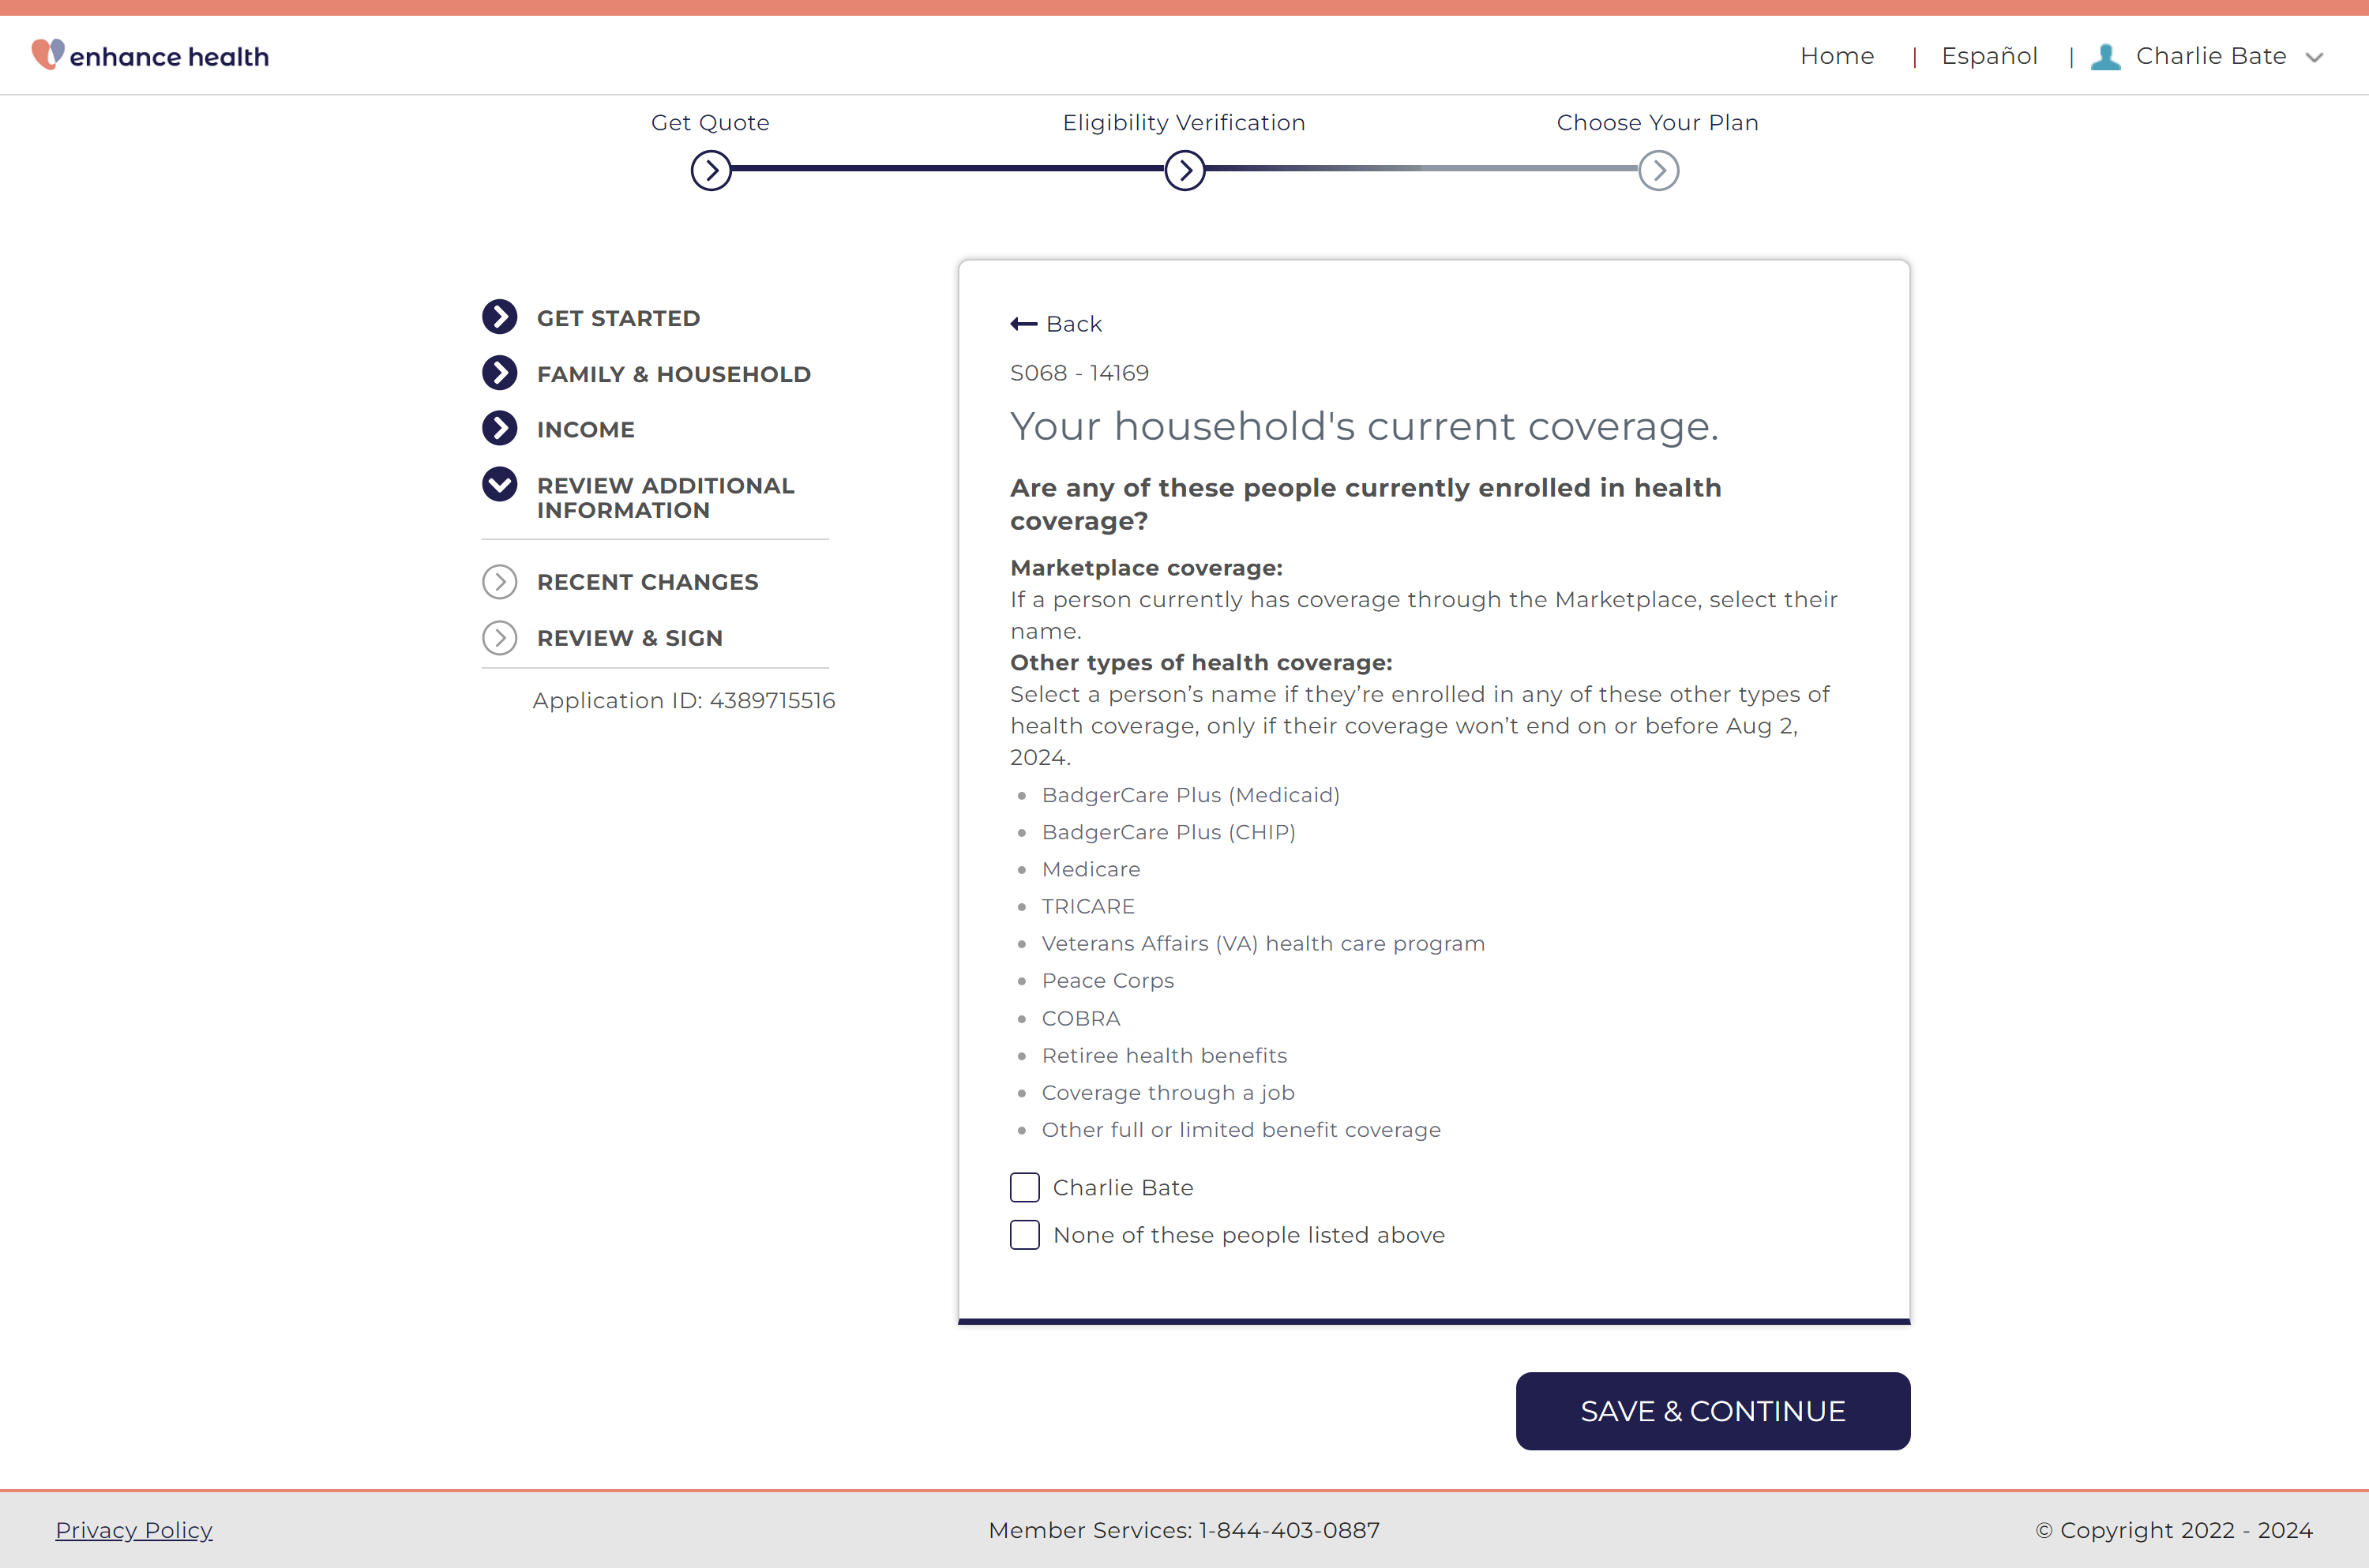 enhance health
Home | Español | Charlie Bate
Get Quote
Eligibility Verification
Choose Your Plan
GET STARTED
FAMILY & HOUSEHOLD
INCOME
REVIEW ADDITIONAL
INFORMATION
RECENT CHANGES
REVIEW & SIGN
Application ID: 4389715516
Back
S068 - 14169
Your household's current coverage.
Are any of these people currently enrolled in health
coverage?
Marketplace coverage:
If a person currently has coverage through the Marketplace, select their
name.
Other types of health coverage:
Select a person’s name if they’re enrolled in any of these other types of
health coverage, only if their coverage won’t end on or before Aug 2,
2024.
• BadgerCare Plus (Medicaid)
• BadgerCare Plus (CHIP)
• Medicare
• TRICARE
• Veterans Affairs (VA) health care program
• Peace Corps
• COBRA
• Retiree health benefits
• Coverage through a job
• Other full or limited benefit coverage
Charlie Bate
None of these people listed above
SAVE & CONTINUE
Privacy Policy
Member Services: 1-844-403-0887
© Copyright 2022 - 2024